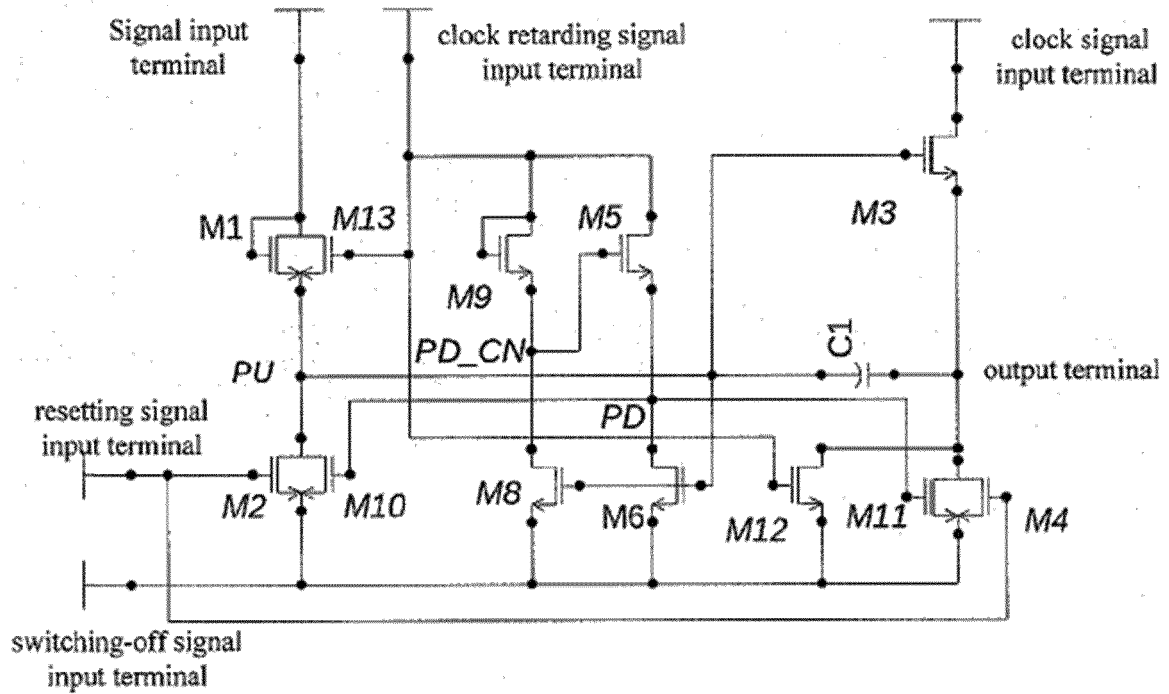 Signal input
terminal
clock retarding signal
input terminal
clock signal
input terminal
M1
M13
M5
M3
M9
PD_CN
C1
PU
output terminal
resetting signal
input terminal
PD
M2
M10
M8
M6
M12
M11
M4
switching-off signal
input terminal